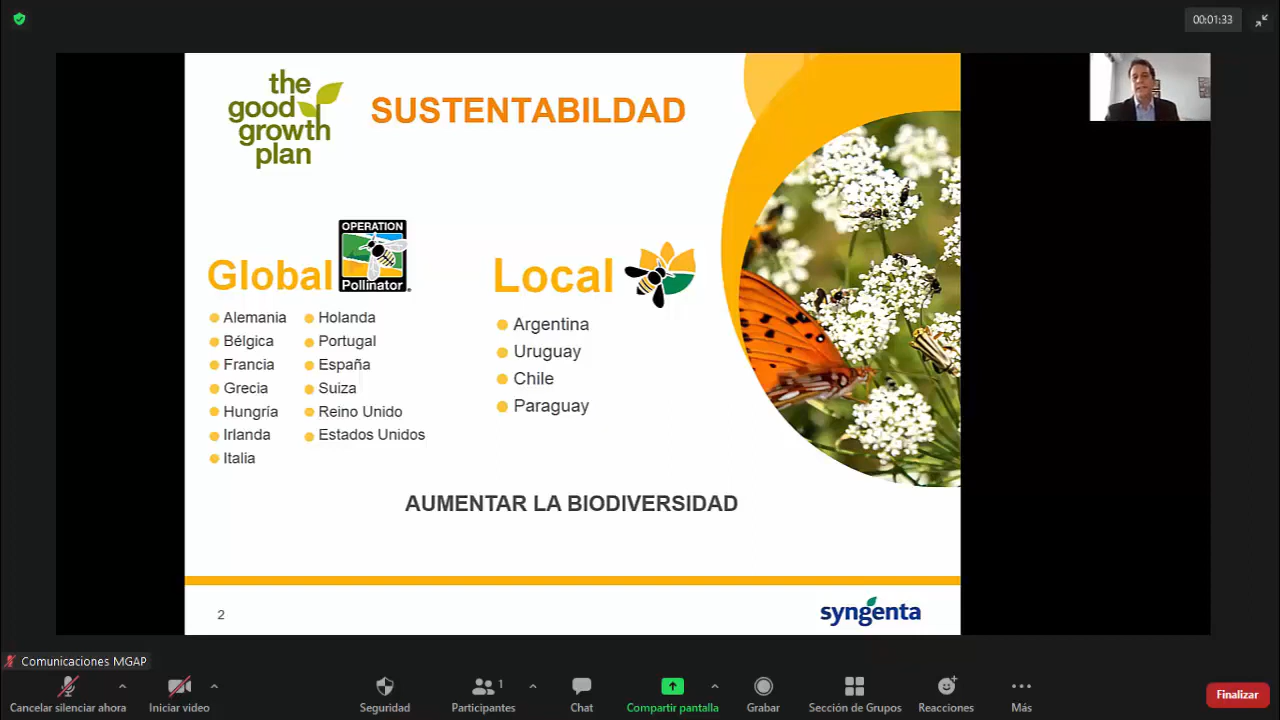 00:01:33
the
good
growth
plan
SUSTENTABILDAD
OPERATION
Pollinator
Global
Alemania
Bélgica
Francia
Grecia
Hungría
Irlanda
Italia
Holanda
Portugal
España
Suiza
Reino Unido
Estados Unidos
Local
Argentina
Uruguay
Chile
Paraguay
AUMENTAR LA BIODIVERSIDAD
2
syngenta
Comunicaciones MGAP
Cancelar silenciar ahora
Iniciar video
Seguridad
1
Participantes
Chat
Compartir pantalla
Grabar
Sección de Grupos
Reacciones
Más
Finalizar